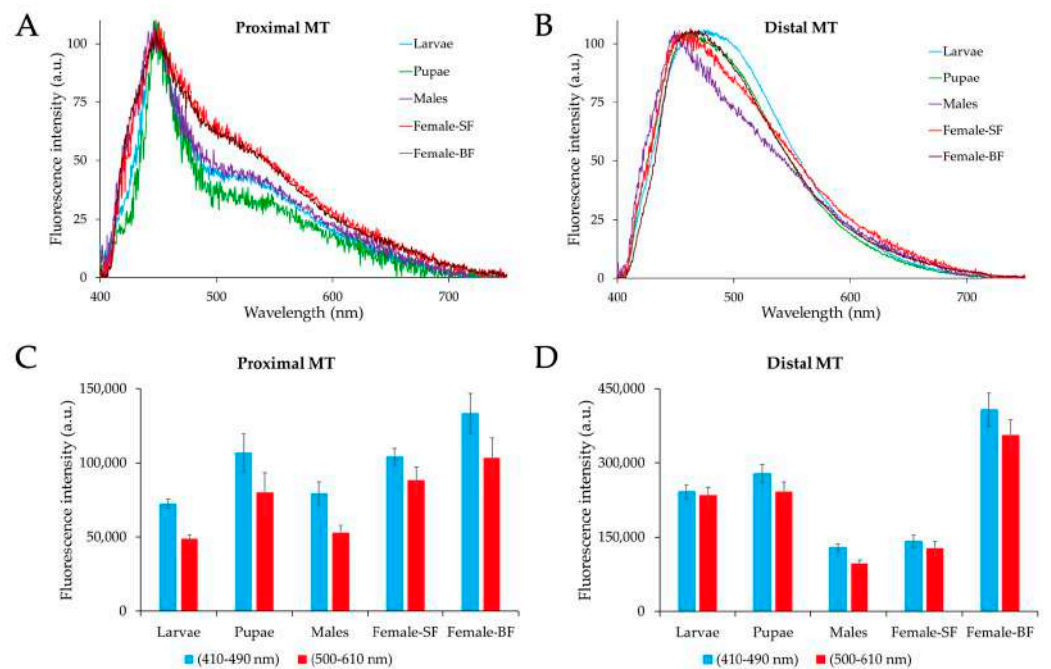 A
Proximal MT
Fluorescence intensity (a.u.)
100
75
50
25
0
400
500
600
700
Wavelength (nm)
Larvae
Pupae
Males
Female-SF
Female-BF
B
Distal MT
Fluorescence intensity (a.u.)
100
75
50
25
0
400
500
600
700
Wavelength (nm)
Larvae
Pupae
Males
Female-SF
Female-BF
C
Proximal MT
Fluorescence intensity (a.u.)
150,000
100,000
50,000
0
Larvae
Pupae
Males
Female-SF
Female-BF
(410-490 nm)
(500-610 nm)
D
Distal MT
Fluorescence intensity (a.u.)
450,000
300,000
150,000
0
Larvae
Pupae
Males
Female-SF
Female-BF
(410-490 nm)
(500-610 nm)